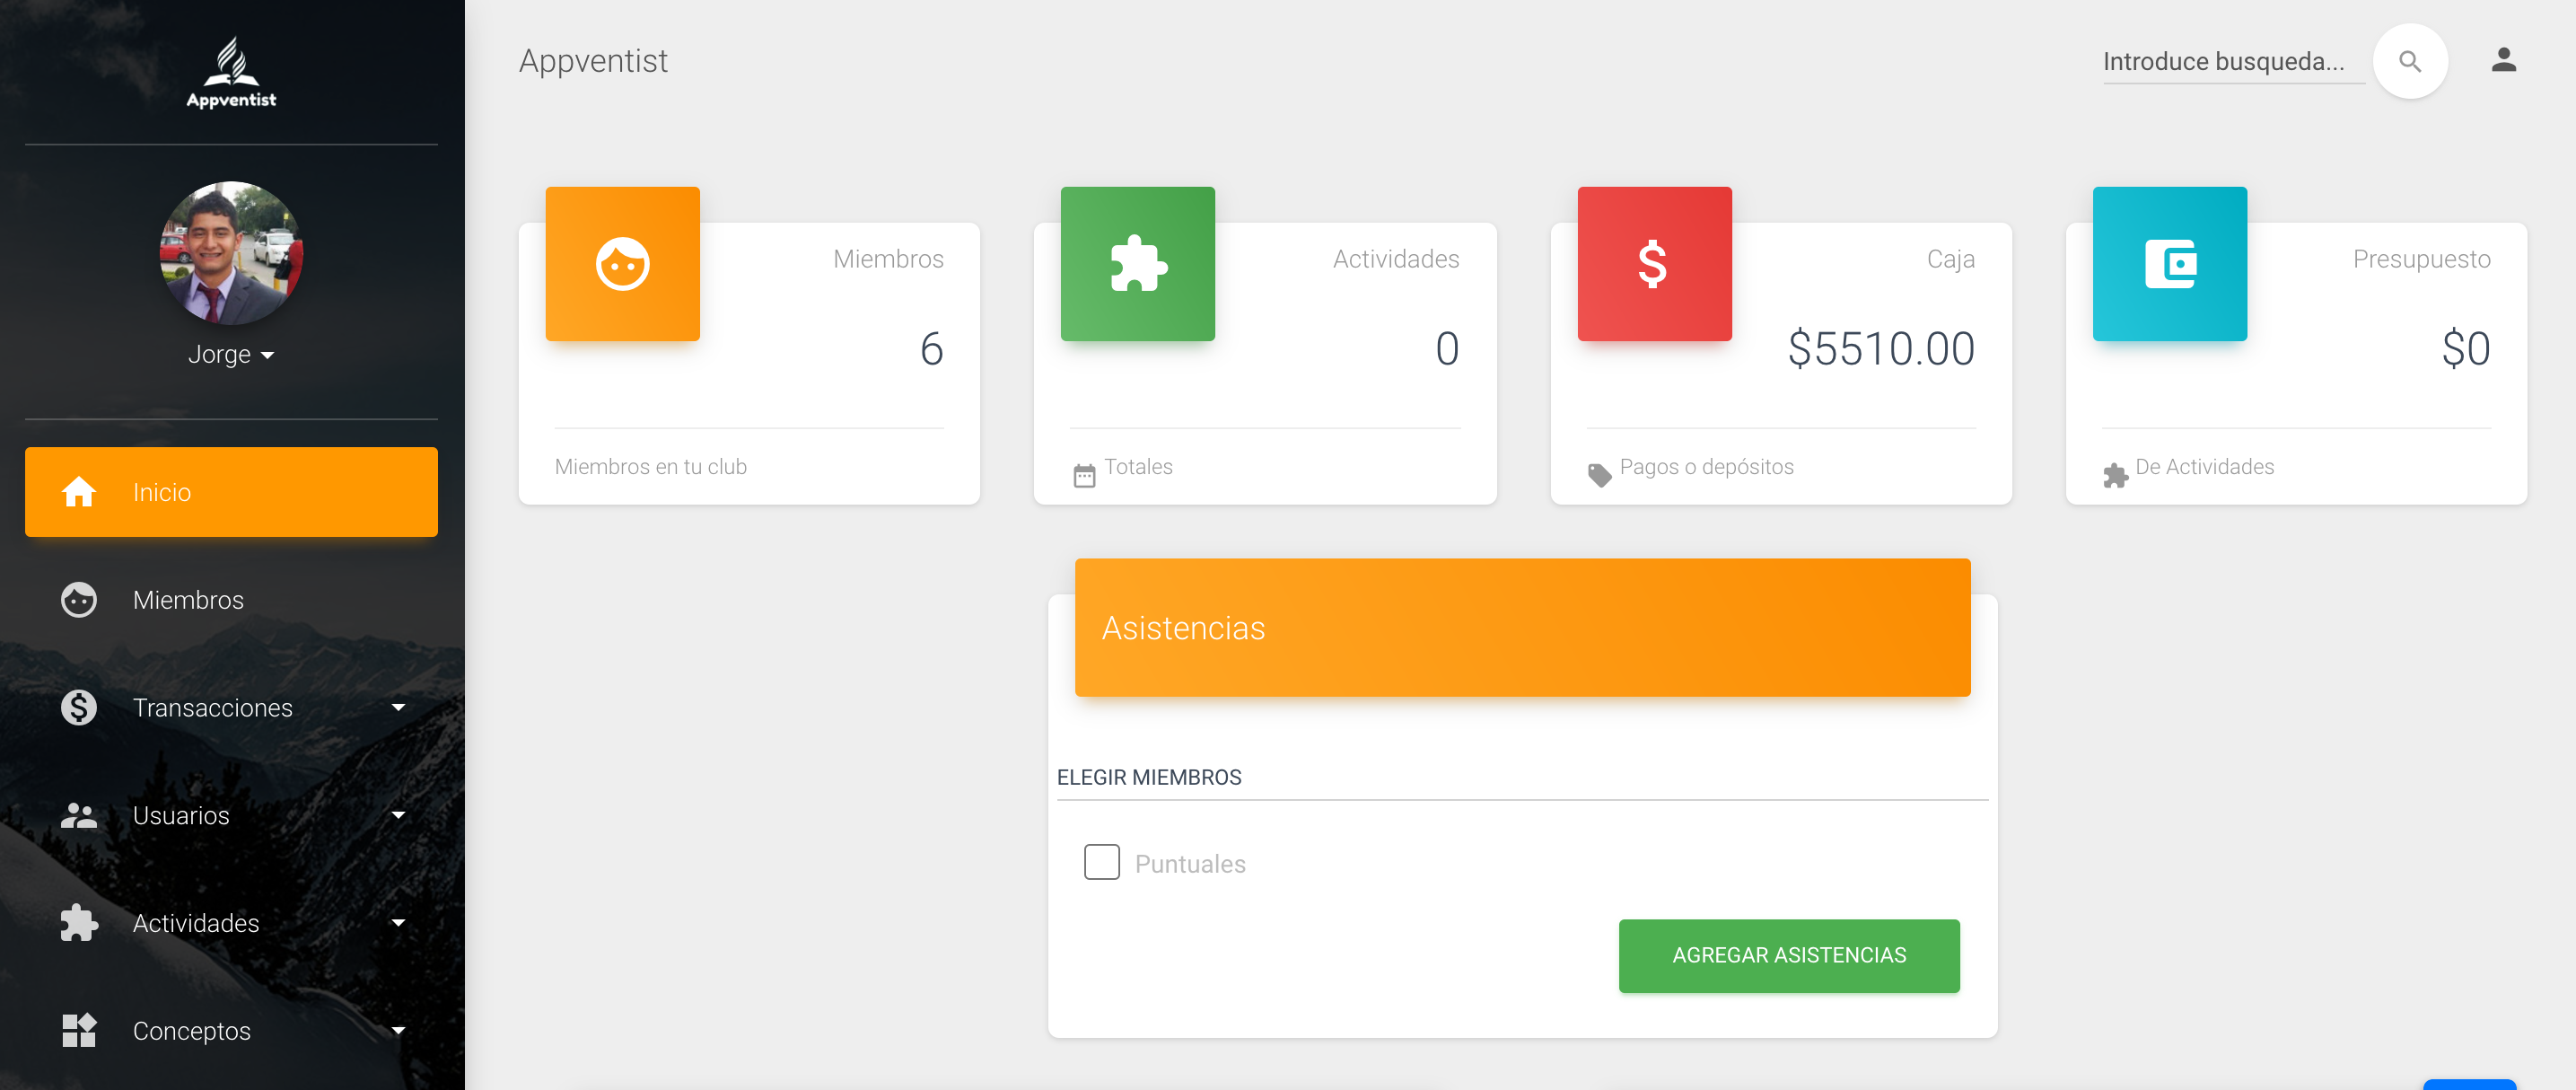 Appventist
Jorge
Inicio
Miembros
Transacciones
Usuarios
Actividades
Conceptos
Appventist
Introduce busqueda...
Miembros
6
Miembros en tu club
Actividades
0
Totales
Caja
$5510.00
Pagos o depósitos
Presupuesto
$0
De Actividades
Asistencias
ELEGIR MIEMBROS
Puntuales
AGREGAR ASISTENCIAS